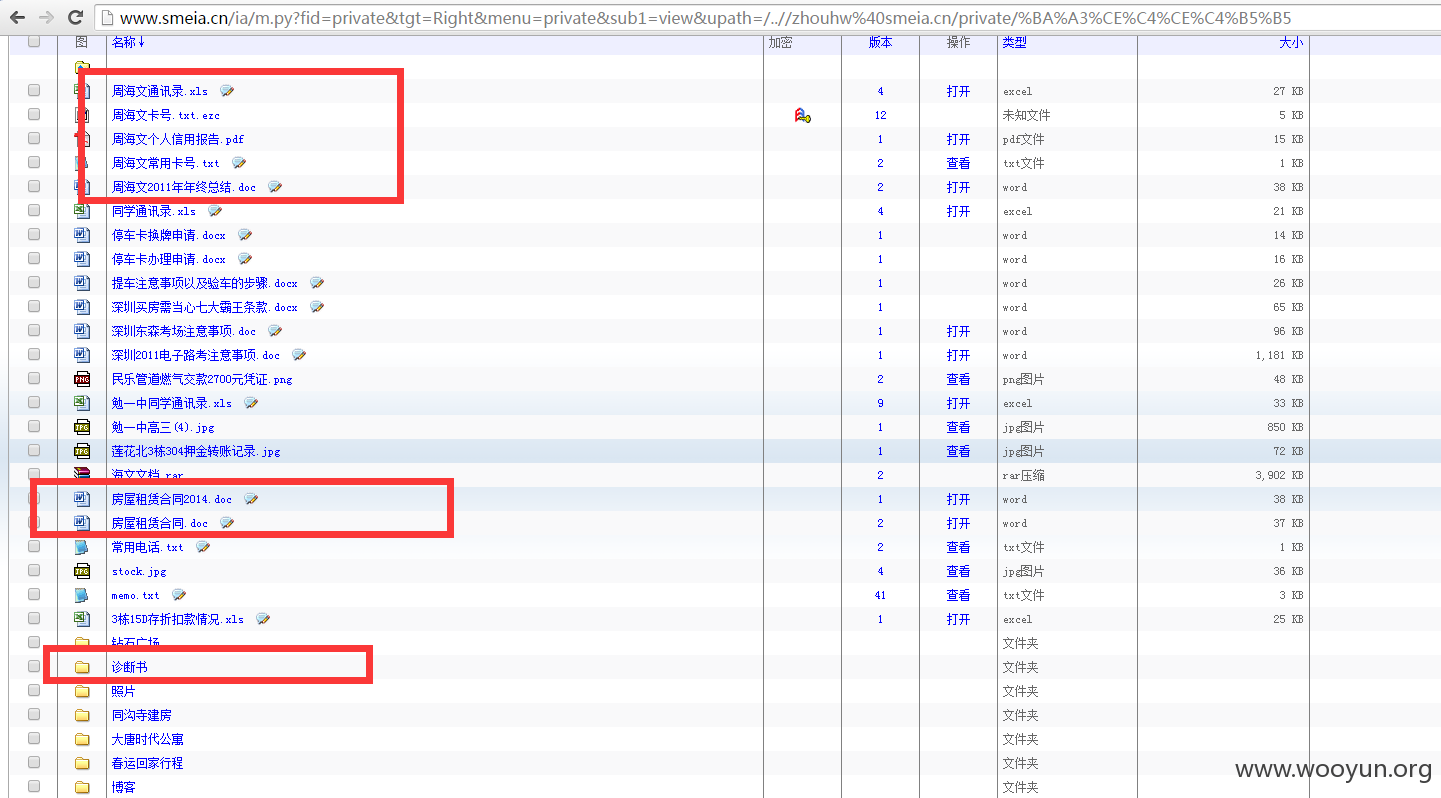 www.smeia.cn/ia/m.py?fid=private&tgt=Right&menu=private&sub1=view&upath=/..//zhouhw%40smeia.cn/private/%BA%A3%CE%C4%CE%C4%B5%B5
图 名称↓ 加密 版本 操作 类型 大小
周海文通讯录.xls 4 打开 excel 27 KB
周海文卡号.txt.ezc 12 未知文件 5 KB
周海文个人信用报告.pdf 1 打开 pdf文件 15 KB
周海文常用卡号.txt 2 查看 txt文件 1 KB
周海文2011年年终总结.doc 2 打开 word 38 KB
同学通讯录.xls 4 打开 excel 21 KB
停车卡换牌申请.docx 1 word 14 KB
停车卡办理申请.docx 1 word 16 KB
提车注意事项以及验车的步骤.docx 1 word 26 KB
深圳买房需当心七大霸王条款.docx 1 word 65 KB
深圳东森考场注意事项.doc 1 打开 word 96 KB
深圳2011电子路考注意事项.doc 1 打开 word 1,181 KB
民乐管道燃气交款2700元凭证.png 2 查看 png图片 48 KB
勉一中同学通讯录.xls 9 打开 excel 33 KB
勉一中高三(4).jpg 1 查看 jpg图片 850 KB
莲花北3栋304押金转账记录.jpg 1 查看 jpg图片 72 KB
海文文档.rar 2 rar压缩 3,902 KB
房屋租赁合同2014.doc 1 打开 word 38 KB
房屋租赁合同.doc 2 打开 word 37 KB
常用电话.txt 2 查看 txt文件 1 KB
stock.jpg 4 查看 jpg图片 36 KB
memo.txt 41 查看 txt文件 3 KB
3栋15D存折扣款情况.xls 1 打开 excel 25 KB
钻石广场 文件夹
诊断书 文件夹
照片 文件夹
同沟寺建房 文件夹
大唐时代公寓 文件夹
春运回家行程 文件夹
博客 文件夹
www.wooyun.org